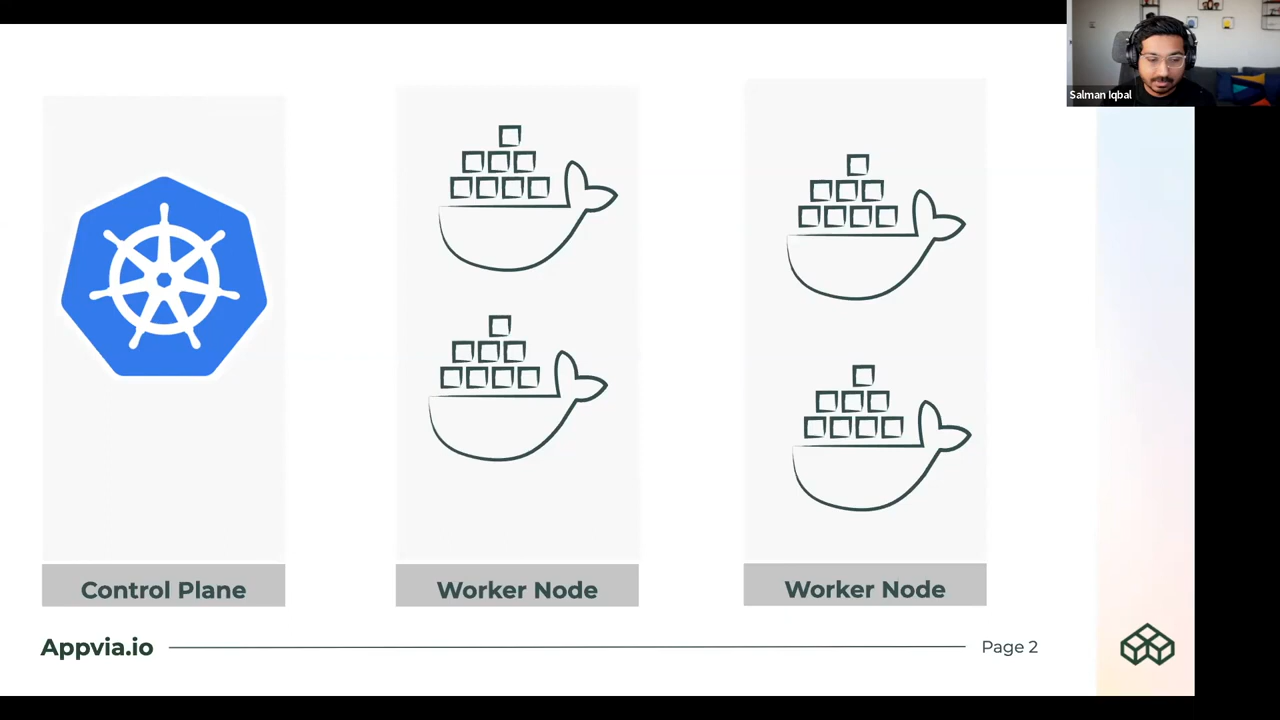 Salman Iqbal
Control Plane
Worker Node
Worker Node
Appvia.io
Page 2